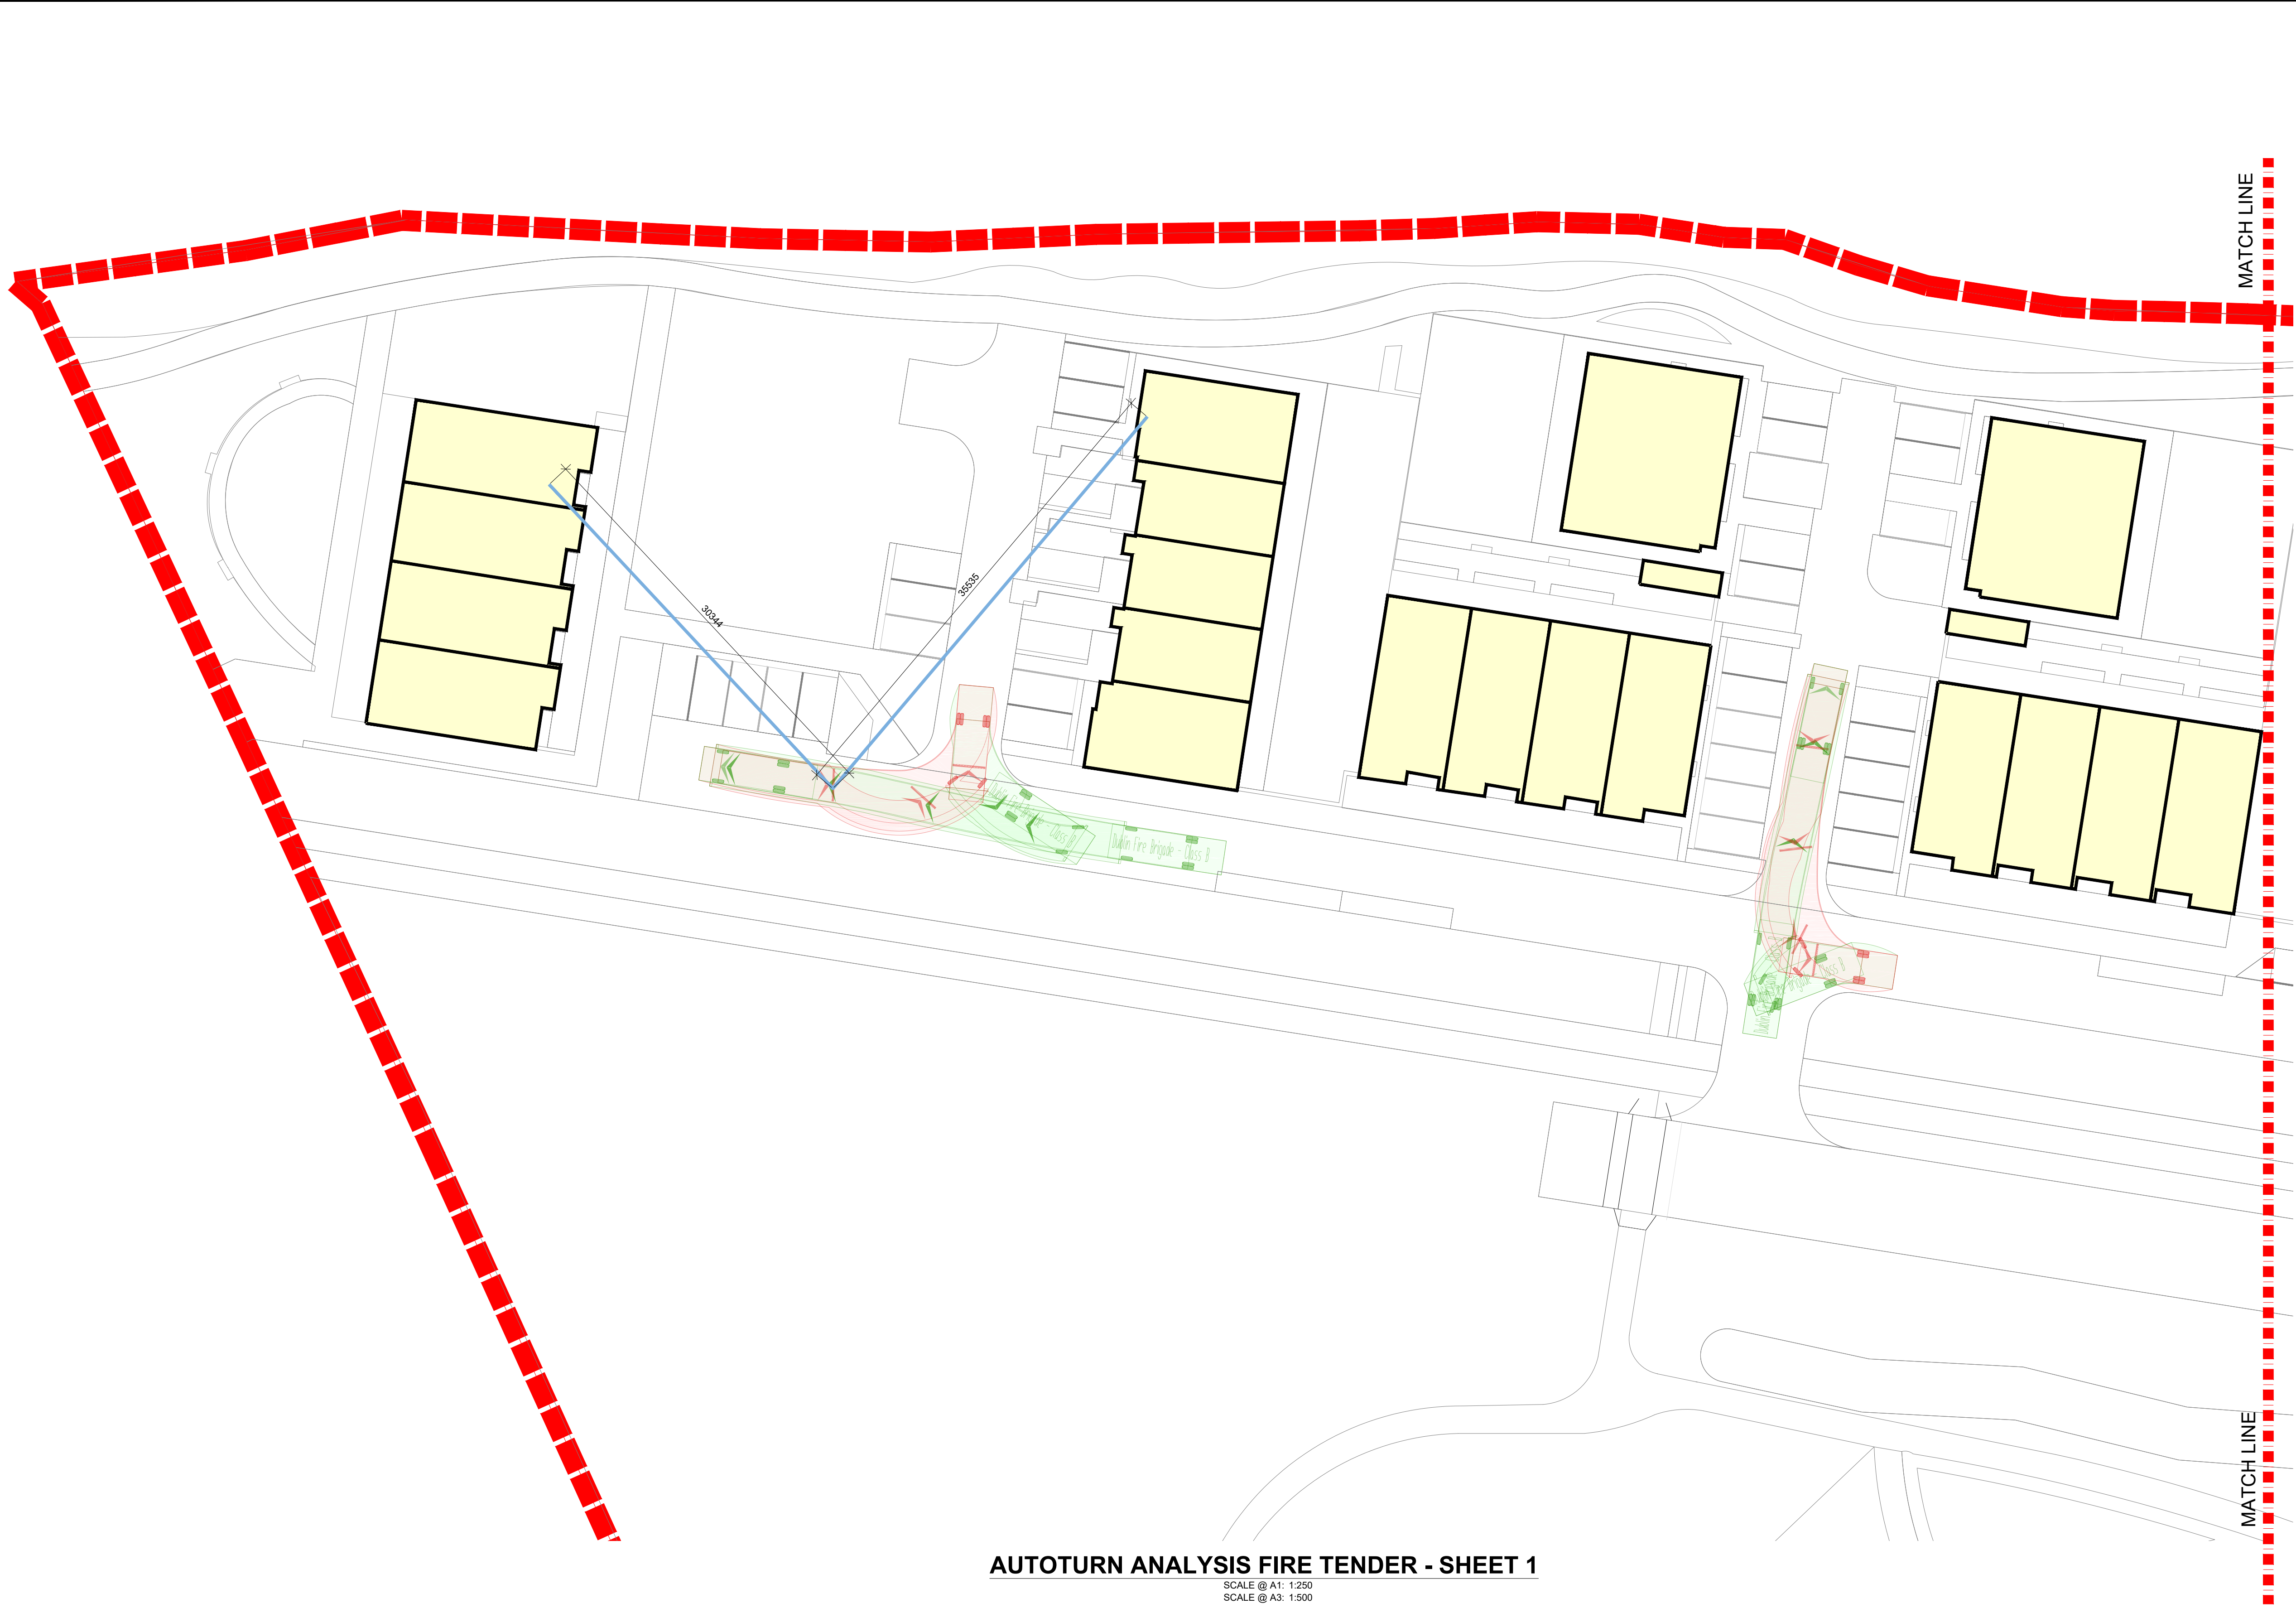 MATCH LINE
35535
30344
Dublin Fire Brigade - Class B
MATCH LINE
AUTOTURN ANALYSIS FIRE TENDER - SHEET 1
SCALE @ A1: 1:250
SCALE @ A3: 1:500